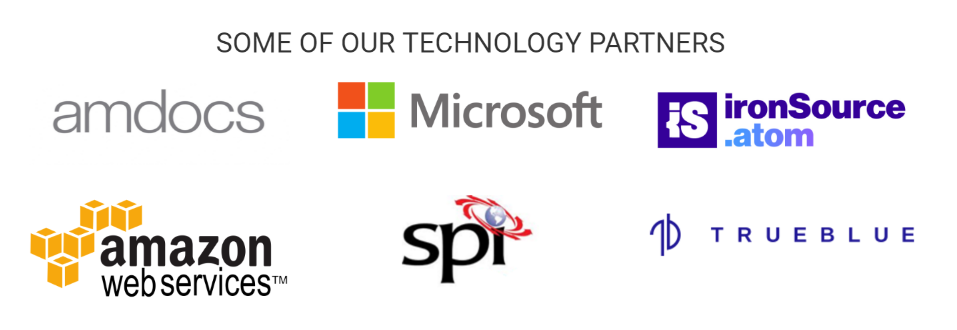 SOME OF OUR TECHNOLOGY PARTNERS
amdocs
Microsoft
iS ironSource
.atom
amazon
web services™
spi
TRUEBLUE